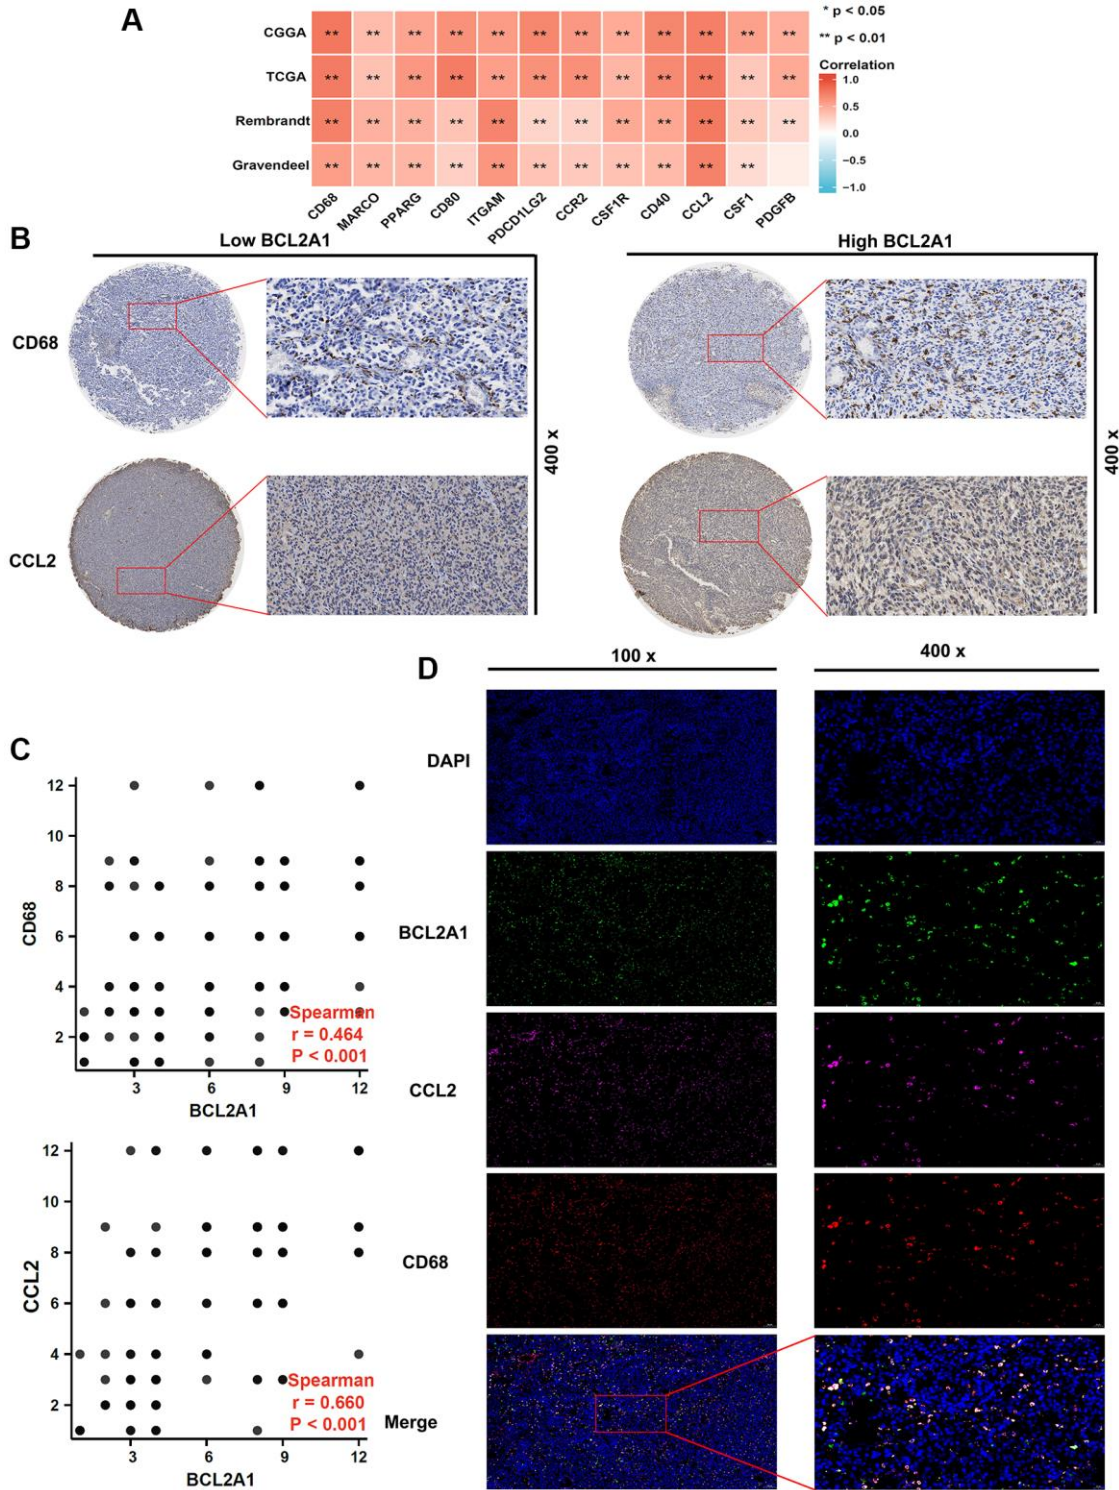 A
* p < 0.05
** p < 0.01
Correlation
1.0
0.5
0.0
−0.5
−1.0
CGGA ** ** ** ** ** ** ** ** ** ** ** **
TCGA ** ** ** ** ** ** ** ** ** ** ** **
Rembrandt ** ** ** ** ** ** ** ** ** ** ** **
Gravendeel ** ** ** ** ** ** ** ** ** ** **
CD68 MARCO PPARG CD80 ITGAM PDCD1LG2 CCR2 CSF1R CD40 CCL2 CSF1 PDGFB
B
Low BCL2A1
High BCL2A1
CD68
CCL2
400 x
400 x
C
CD68
12
10
8
6
4
2
Spearman
r = 0.464
P < 0.001
3 6 9 12
BCL2A1
CCL2
12
10
8
6
4
2
Spearman
r = 0.660
P < 0.001
3 6 9 12
BCL2A1
D
100 x
400 x
DAPI
BCL2A1
CCL2
CD68
Merge